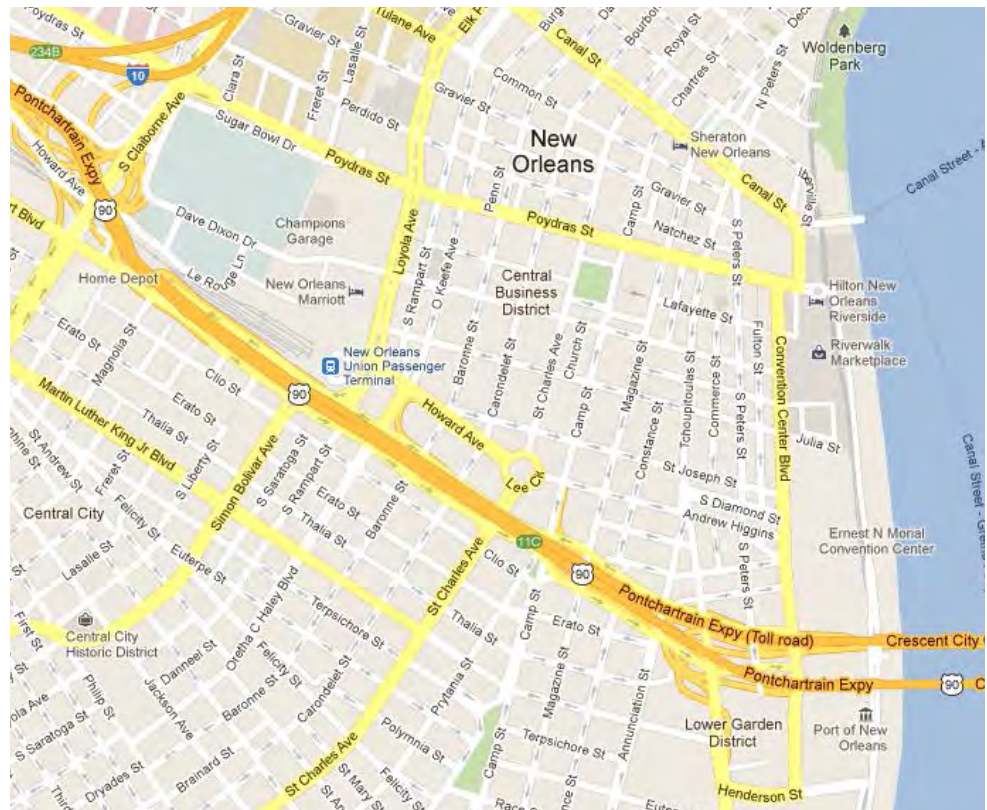 Poydras St
Gravier St
Tulane Ave
Lasalle St
Canal St
Bourbon
Royal St
Woldenberg
Park
234B
10
Clara St
Freret St
Perdido St
Gravier St
Common St
Chartres St
N Peters St
Pontchartrain Expy
S Claiborne Ave
Sugar Bowl Dr
Poydras St
New
Orleans
Sheraton
New Orleans
Howard Ave
Penn St
Canal St
90
Dave Dixon Dr
Champions
Garage
Loyola Ave
Camp St
Gravier St
Poydras St
Natchez St
S Peters St
Home Depot
Le Rouge Ln
New Orleans
Marriott
S Rampart St
O Keefe Ave
Central
Business
District
Lafayette St
Hilton New
Orleans
Riverside
Erato St
Magnolia St
Clio St
New Orleans
Union Passenger
Terminal
Baronne St
Carondelet St
St Charles Ave
Church St
Camp St
Magazine St
Constance St
Tchoupitoulas St
Commerce St
S Peters St
Fulton St
Convention Center Blvd
Riverwalk
Marketplace
90
Martin Luther King Jr Blvd
Erato St
Thalia St
Howard Ave
Julia St
St Andrew St
Freret St
S Liberty St
Simon Bolivar Ave
S Saratoga St
S Rampart St
Erato St
Thalia St
Baronne St
Lee Cir
St Joseph St
S Diamond St
Andrew Higgins
Central City
Felicity St
Lasalle St
Euterpe St
St Charles Ave
11C
Clio St
90
S Peters St
Ernest N Morial
Convention Center
First St
Central City
Historic District
Oretha C Haley Blvd
Terpsichore St
Thalia St
Camp St
Erato St
Pontchartrain Expy (Toll road)
Crescent City
Danneel St
Felicity St
Philip St
Jackson Ave
Baronne St
Carondelet St
Prytania St
Magazine St
Annunciation St
Pontchartrain Expy
90
S Saratoga St
Polymnia St
Camp St
Terpsichore St
Lower Garden
District
Port of New
Orleans
Dryades St
Brainard St
St Charles Ave
Felicity St
St Mary St
Henderson St